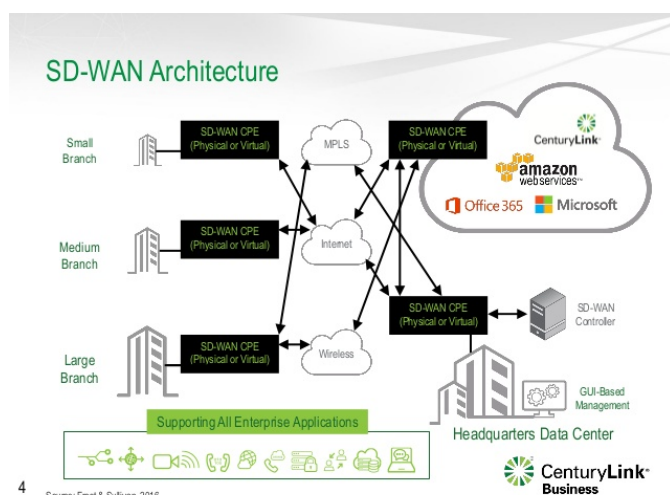 SD-WAN Architecture
Small
Branch
SD-WAN CPE
(Physical or Virtual)
MPLS
SD-WAN CPE
(Physical or Virtual)
CenturyLink
amazon
webservices
Office 365
Microsoft
Medium
Branch
SD-WAN CPE
(Physical or Virtual)
Internet
SD-WAN CPE
(Physical or Virtual)
SD-WAN
Controller
Large
Branch
SD-WAN CPE
(Physical or Virtual)
Wireless
GUI-Based
Management
Supporting All Enterprise Applications
Headquarters Data Center
4
CenturyLink
Business